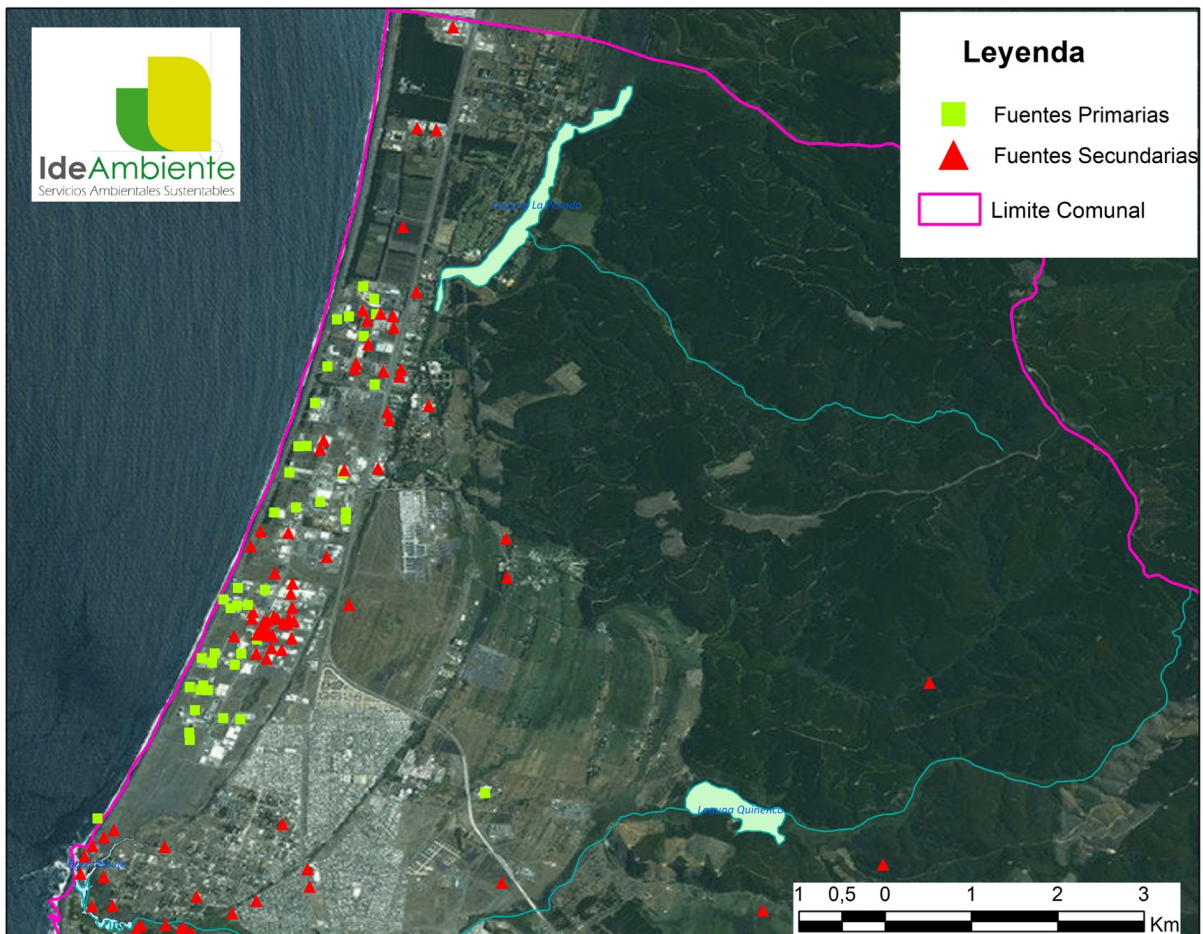 IdeAmbiente
Servicios Ambientales Sustentables
Leyenda
Fuentes Primarias
Fuentes Secundarias
Limite Comunal
Laguna La Posada
Laguna Quiñenco
1 0,5 0 1 2 3
Km